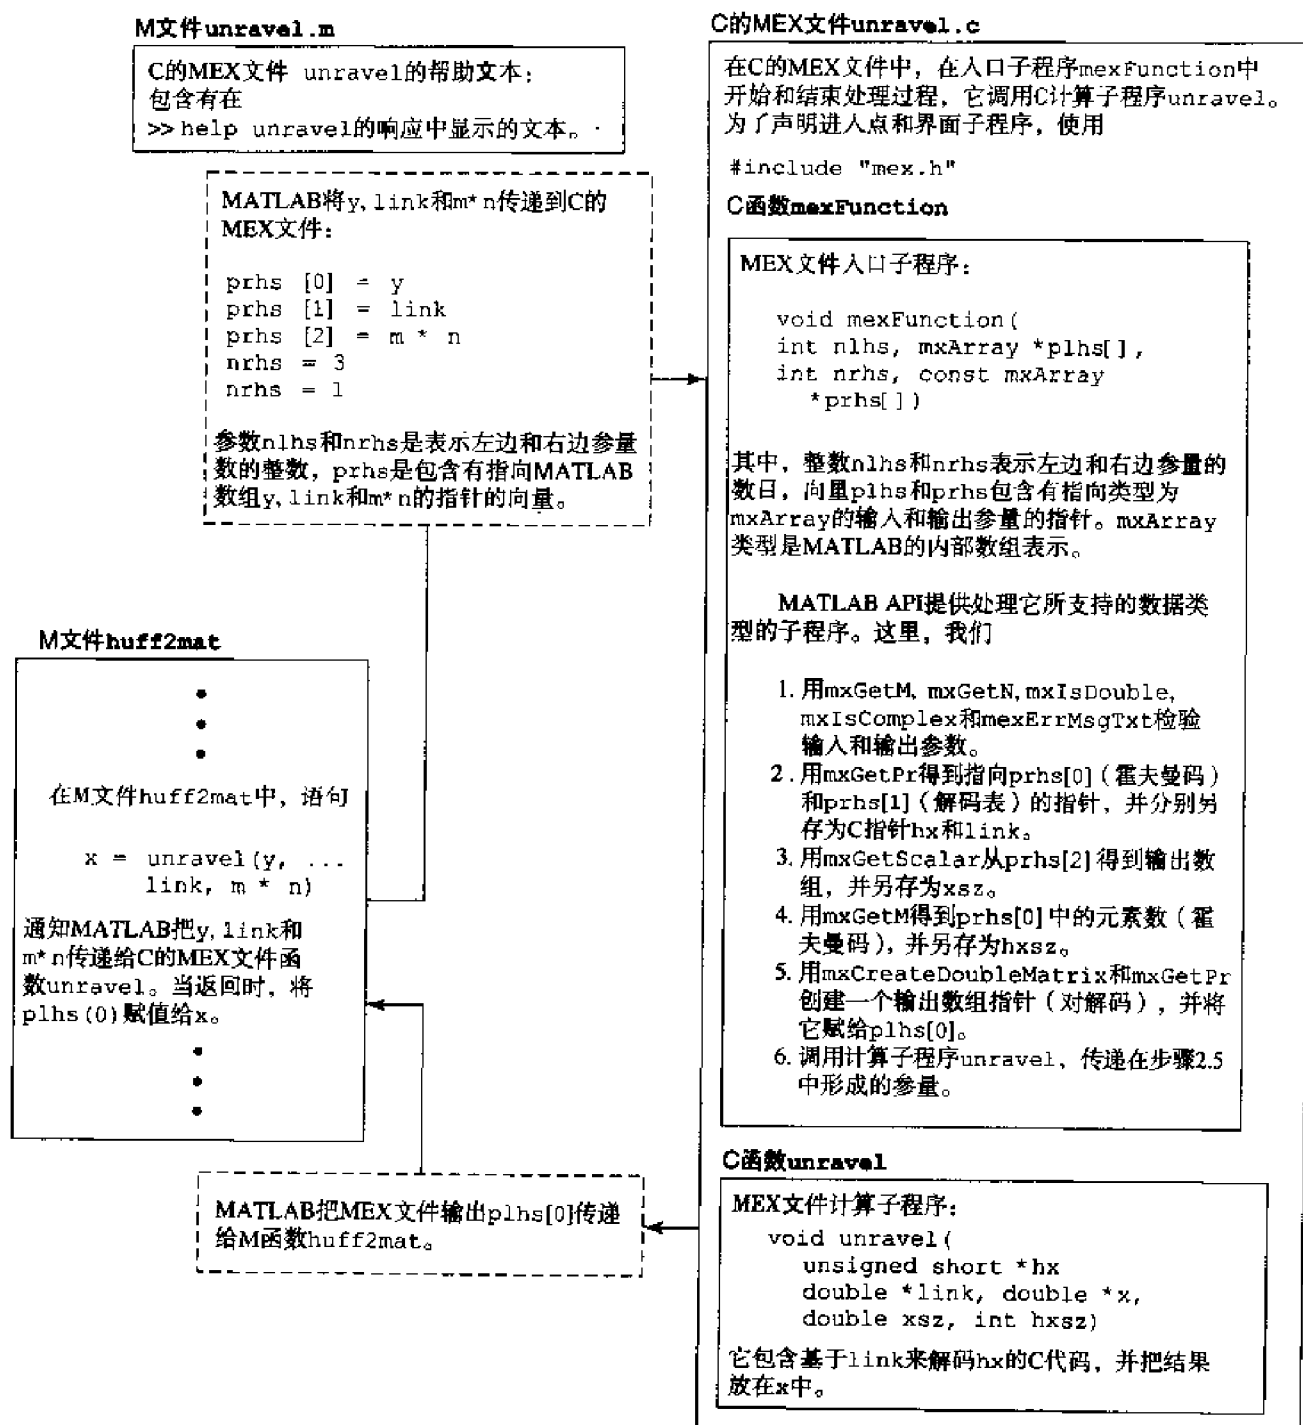 M文件unravel.m
C的MEX文件 unravel的帮助文本：
包含有在
>>help unravel的响应中显示的文本。
MATLAB将y, link和m*n传递到C的
MEX文件：
prhs [0] = y
prhs [1] = link
prhs [2] = m * n
nrhs = 3
nrhs = 1
参数nlhs和nrhs是表示左边和右边参量
数的整数，prhs是包含有指向MATLAB
数组y, link和m*n的指针的向量。
M文件huff2mat
在M文件huff2mat中，语句
x = unravel(y, ...
link, m * n)
通知MATLAB把y, link和
m*n传递给C的MEX文件函
数unravel。当返回时，将
plhs(0)赋值给x。
MATLAB把MEX文件输出plhs[0]传递
给M函数huff2mat。
C的MEX文件unravel.c
在C的MEX文件中，在入口子程序mexFunction中
开始和结束处理过程，它调用C计算子程序unravel。
为了声明进入点和界面子程序，使用
#include "mex.h"
C函数mexFunction
MEX文件入口子程序：
void mexFunction(
int nlhs, mxArray *plhs[],
int nrhs, const mxArray
*prhs[])
其中，整数nlhs和nrhs表示左边和右边参量的
数目，向量plhs和prhs包含有指向类型为
mxArray的输入和输出参量的指针。mxArray
类型是MATLAB的内部数组表示。
MATLAB API提供处理它所支持的数据类
型的子程序。这里，我们
1. 用mxGetM, mxGetN, mxIsDouble,
mxIsComplex和mexErrMsgTxt检验
输入和输出参数。
2. 用mxGetPr得到指向prhs[0]（霍夫曼码）
和prhs[1]（解码表）的指针，并分别另
存为C指针hx和link。
3. 用mxGetScalar从prhs[2]得到输出数
组，并另存为xsz。
4. 用mxGetM得到prhs[0]中的元素数（霍
夫曼码），并另存为hxsz。
5. 用mxCreateDoubleMatrix和mxGetPr
创建一个输出数组指针（对解码），并将
它赋给plhs[0]。
6. 调用计算子程序unravel，传递在步骤2.5
中形成的参量。
C函数unravel
MEX文件计算子程序：
void unravel(
unsigned short *hx
double *link, double *x,
double xsz, int hxsz)
它包含基于link来解码hx的C代码，并把结果
放在x中。